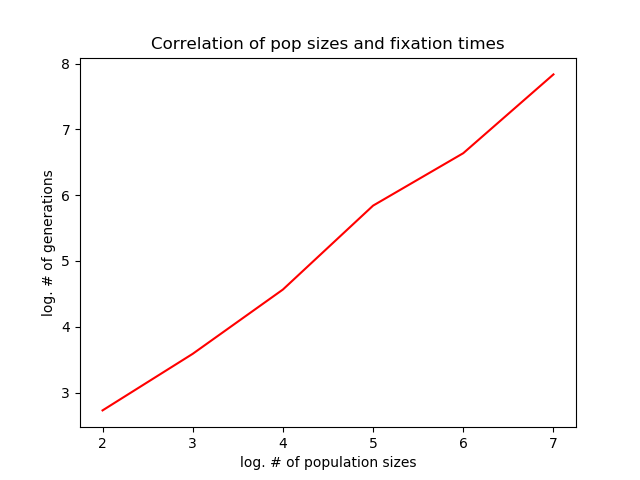 Correlation of pop sizes and fixation times
8
7
6
5
4
3
log. # of generations
2 3 4 5 6 7
log. # of population sizes